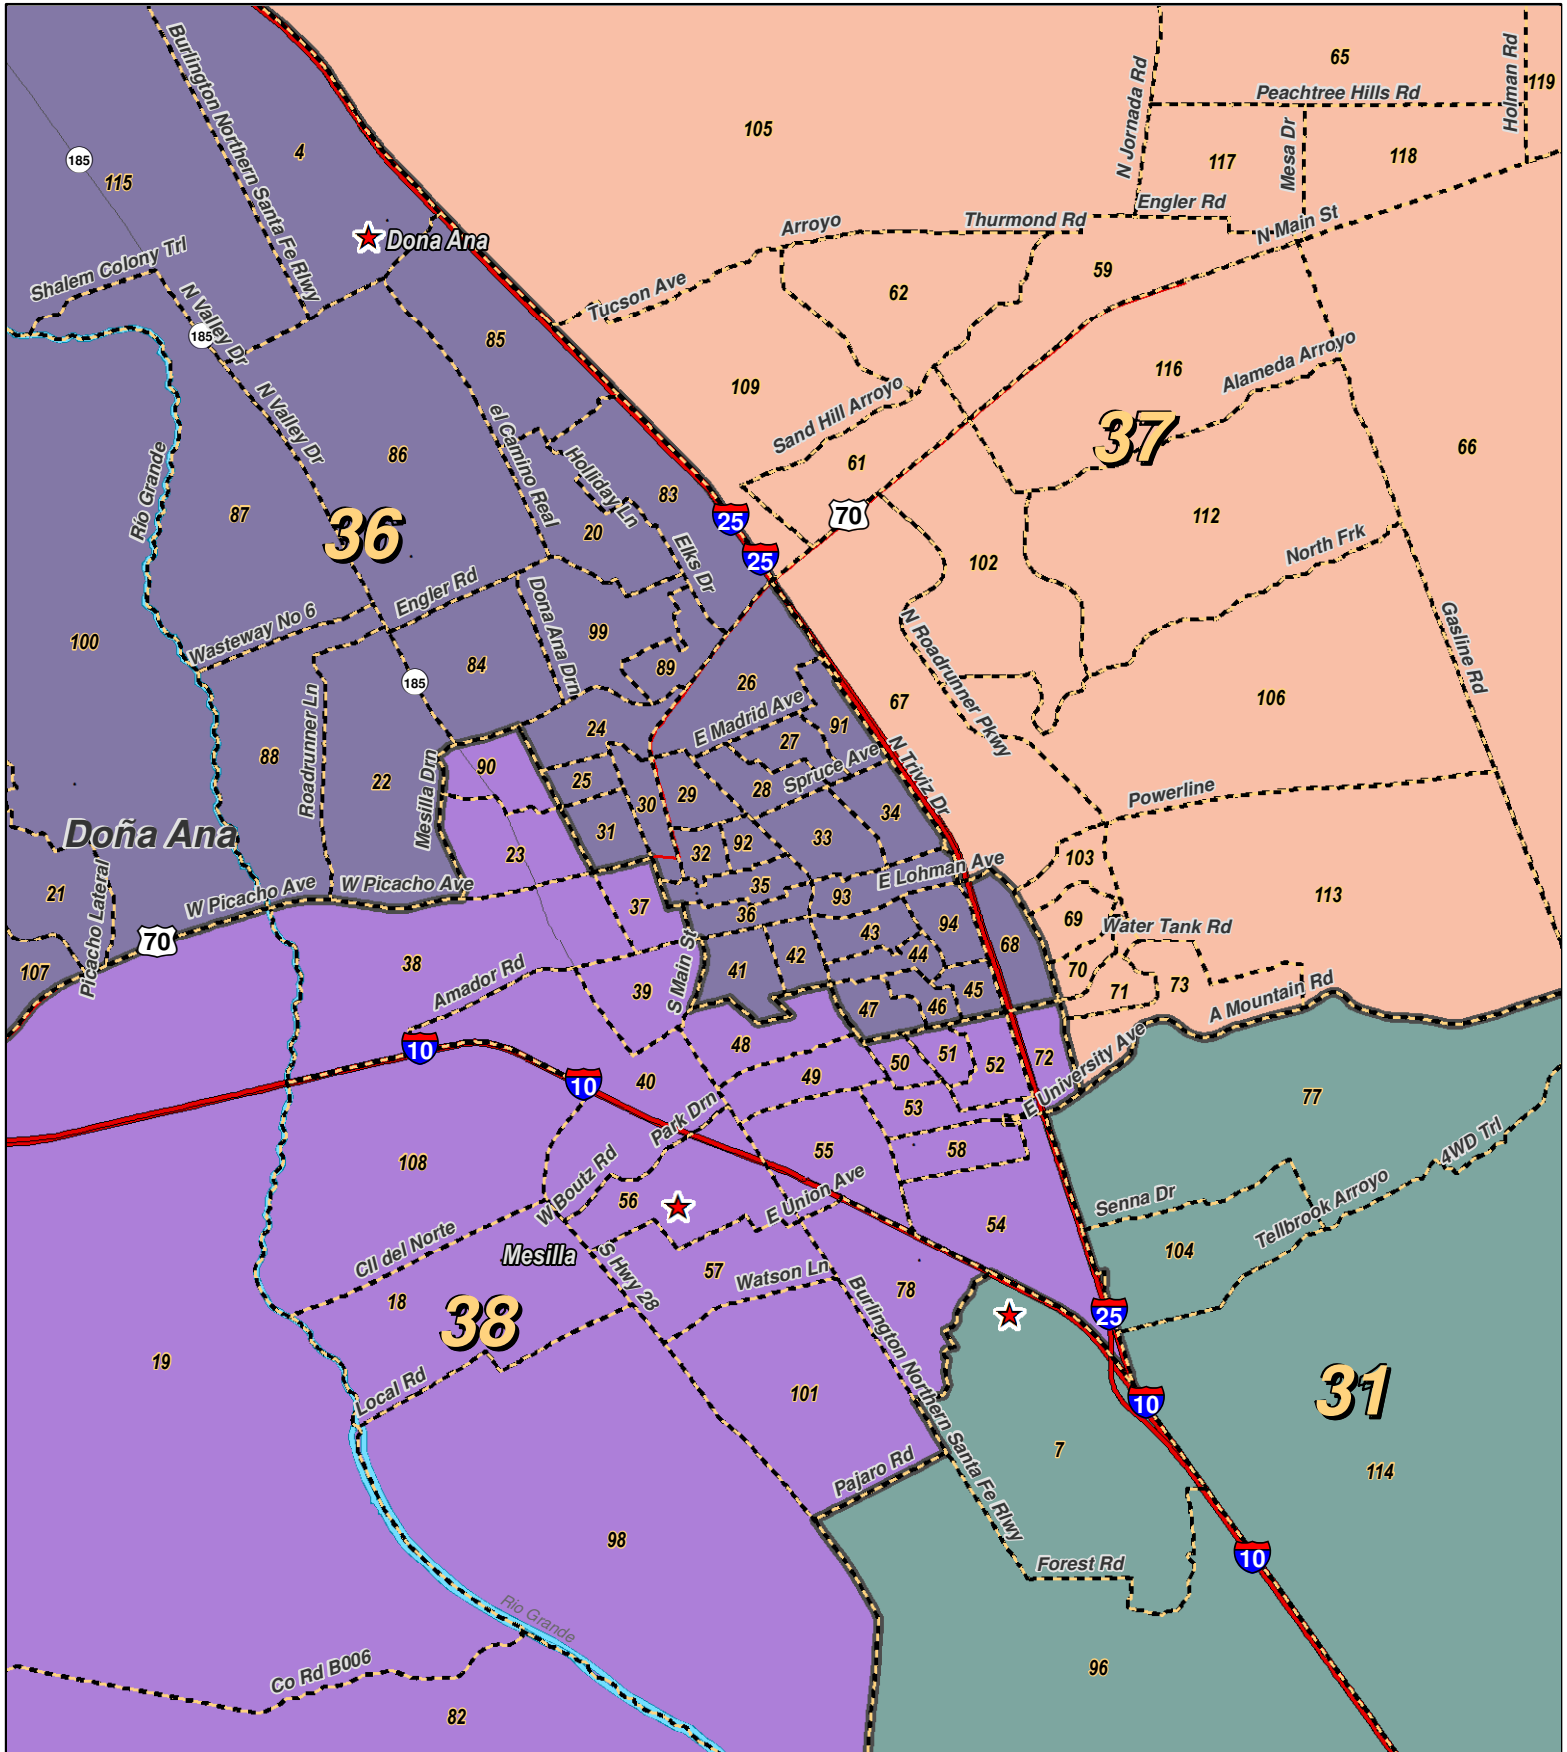 65
Holman Rd
119
Burlington Northern Santa Fe Rlwy
N Jornada Rd
Peachtree Hills Rd
105
4
185
115
117
Mesa Dr
118
Engler Rd
Dona Ana
Arroyo
Thurmond Rd
N Main St
Shalem Colony Trl
N Valley Dr
185
Tucson Ave
62
59
85
109
116
Alameda Arroyo
N Valley Dr
el Camino Real
Sand Hill Arroyo
37
66
86
61
Rio Grande
Holliday Ln
83
87
36
20
25
70
112
25
102
North Frk
Elks Dr
Engler Rd
Dona Ana Drn
Wasteway No 6
100
99
N Roadrunner Pkwy
Gasline Rd
84
89
185
26
67
106
Roadrunner Ln
E Madrid Ave
24
91
27
88
22
Mesilla Drn
90
25
Spruce Ave
N Triviz Dr
28
29
30
Powerline
34
31
33
Doña Ana
92
32
23
103
E Lohman Ave
35
W Picacho Ave
W Picacho Ave
21
Picacho Lateral
93
113
37
36
69
94
Water Tank Rd
43
68
70
107
38
42
44
41
Amador Rd
S Main St
70
73
71
39
45
46
47
A Mountain Rd
10
48
51
50
52
72
E University Ave
40
49
10
77
Park Drn
53
4WD Trl
108
55
58
W Boutz Rd
56
E Union Ave
Senna Dr
54
Tellbrook Arroyo
Cll del Norte
Mesilla
S Hwy 28
57
104
Watson Ln
78
18
38
25
Burlington Northern Santa Fe Rlwy
19
Local Rd
101
31
10
7
114
Pajaro Rd
98
10
Forest Rd
Rio Grande
Co Rd B006
96
82